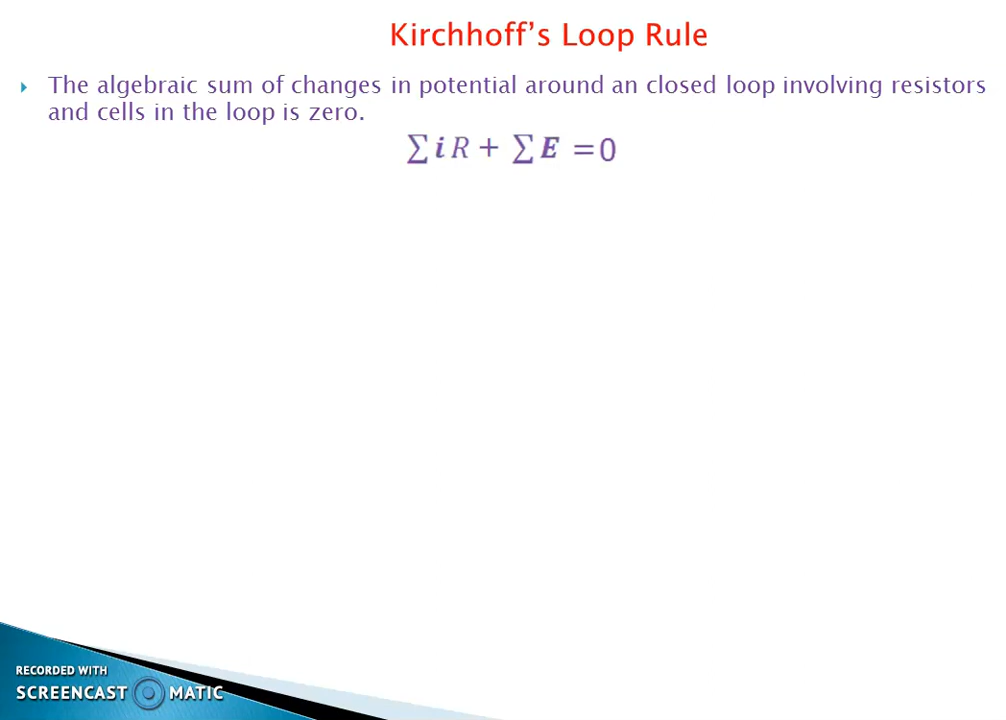 Kirchhoff's Loop Rule
The algebraic sum of changes in potential around an closed loop involving resistors
and cells in the loop is zero.
∑iR + ∑E =0
RECORDED WITH
SCREENCAST MATIC